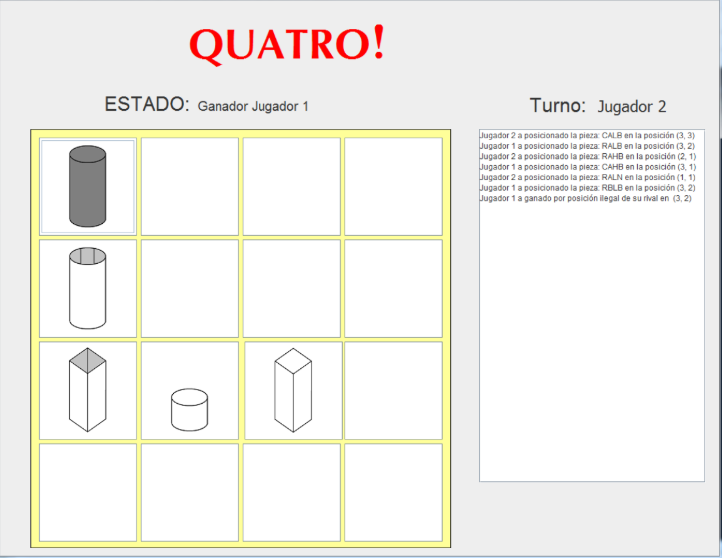 QUATRO!
ESTADO: Ganador Jugador 1
Turno: Jugador 2
Jugador 2 a posicionado la pieza: CALB en la posición (3, 3)
Jugador 1 a posicionado la pieza: RALB en la posición (3, 2)
Jugador 2 a posicionado la pieza: RAHB en la posición (2, 1)
Jugador 1 a posicionado la pieza: CAHB en la posición (3, 1)
Jugador 2 a posicionado la pieza: RALN en la posición (1, 1)
Jugador 1 a posicionado la pieza: RBLB en la posición (3, 2)
Jugador 1 a ganado por posición ilegal de su rival en (3, 2)